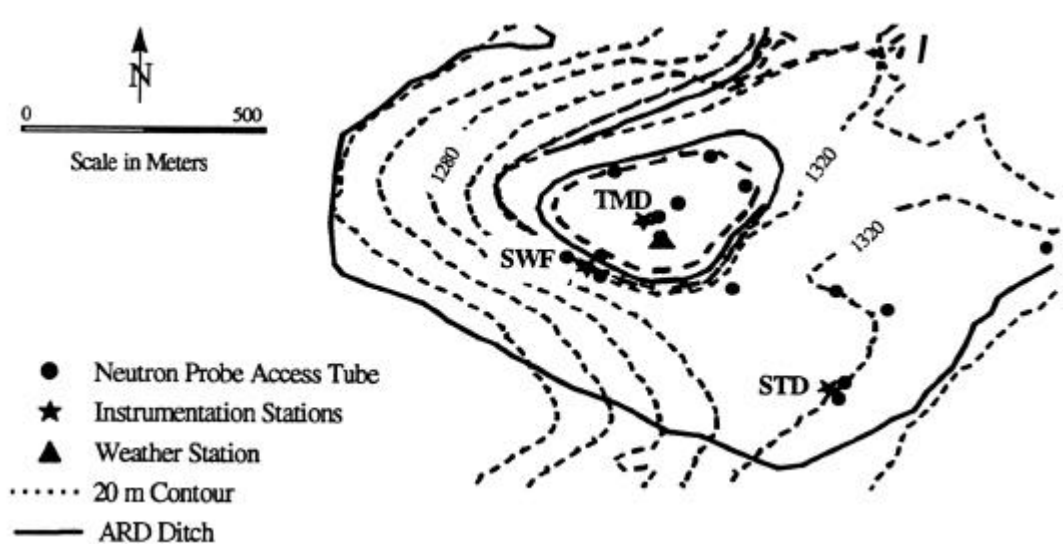 N
0 500
Scale in Meters
1280
1320
1320
TMD
SWF
STD
Neutron Probe Access Tube
Instrumentation Stations
Weather Station
20 m Contour
ARD Ditch